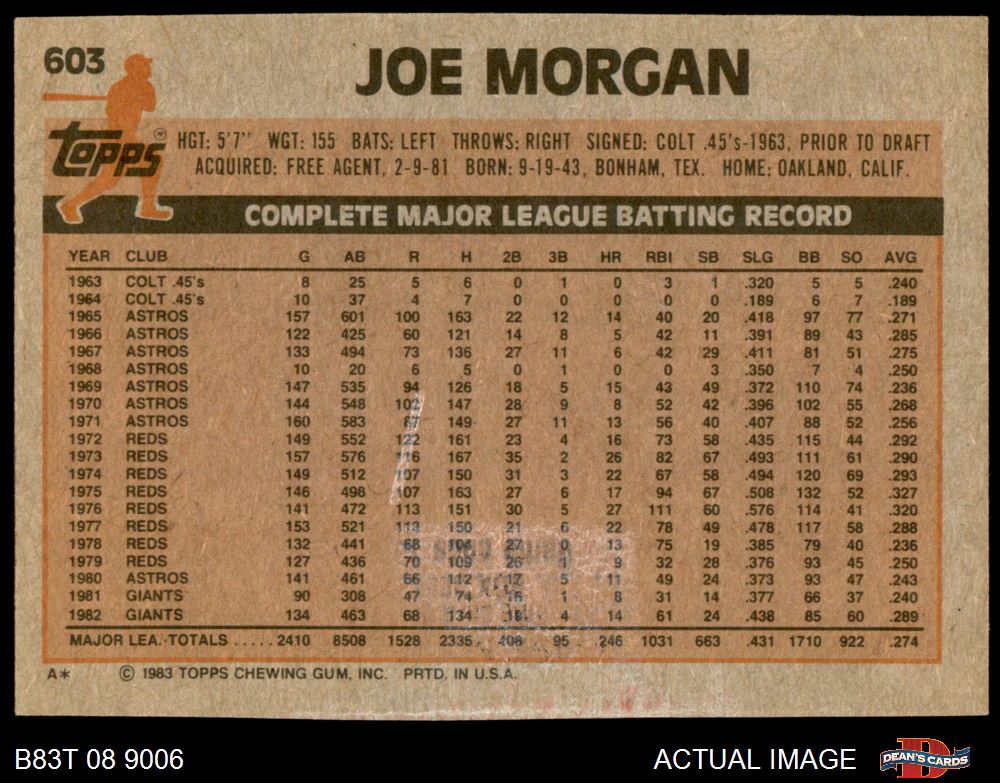 603
JOE MORGAN
Topps ®
HGT: 5'7" WGT: 155 BATS: LEFT THROWS: RIGHT SIGNED: COLT .45's-1963, PRIOR TO DRAFT
ACQUIRED: FREE AGENT, 2-9-81 BORN: 9-19-43, BONHAM, TEX. HOME: OAKLAND, CALIF.
COMPLETE MAJOR LEAGUE BATTING RECORD
YEAR CLUB G AB R H 2B 3B HR RBI SB SLG BB SO AVG
1963 COLT .45's 8 25 5 6 0 1 0 3 1 .320 5 5 .240
1964 COLT .45's 10 37 4 7 0 0 0 0 0 .189 6 7 .189
1965 ASTROS 157 601 100 163 22 12 14 40 20 .418 97 77 .271
1966 ASTROS 122 425 60 121 14 8 5 42 11 .391 89 43 .285
1967 ASTROS 133 494 73 136 27 11 6 42 29 .411 81 51 .275
1968 ASTROS 10 20 6 5 0 1 0 0 3 .350 7 4 .250
1969 ASTROS 147 535 94 126 18 5 15 43 49 .372 110 74 .236
1970 ASTROS 144 548 102 147 28 9 8 52 42 .396 102 55 .268
1971 ASTROS 160 583 87 149 27 11 13 56 40 .407 88 52 .256
1972 REDS 149 552 122 161 23 4 16 73 58 .435 115 44 .292
1973 REDS 157 576 116 167 35 2 26 82 67 .493 111 61 .290
1974 REDS 149 512 107 150 31 3 22 67 58 .494 120 69 .293
1975 REDS 146 498 107 163 27 6 17 94 67 .508 132 52 .327
1976 REDS 141 472 113 151 30 5 27 111 60 .576 114 41 .320
1977 REDS 153 521 113 150 21 6 22 78 49 .478 117 58 .288
1978 REDS 132 441 68 104 27 0 13 75 19 .385 79 40 .236
1979 REDS 127 436 70 109 26 1 9 32 28 .376 93 45 .250
1980 ASTROS 141 461 66 112 17 5 11 49 24 .373 93 47 .243
1981 GIANTS 90 308 47 74 16 1 8 31 14 .377 66 37 .240
1982 GIANTS 134 463 68 134 19 4 14 61 24 .438 85 60 .289
MAJOR LEA. TOTALS ..... 2410 8508 1528 2335 406 95 246 1031 663 .431 1710 922 .274
A* © 1983 TOPPS CHEWING GUM, INC. PRTD. IN U.S.A.
B83T 08 9006
ACTUAL IMAGE
DEAN'S CARDS